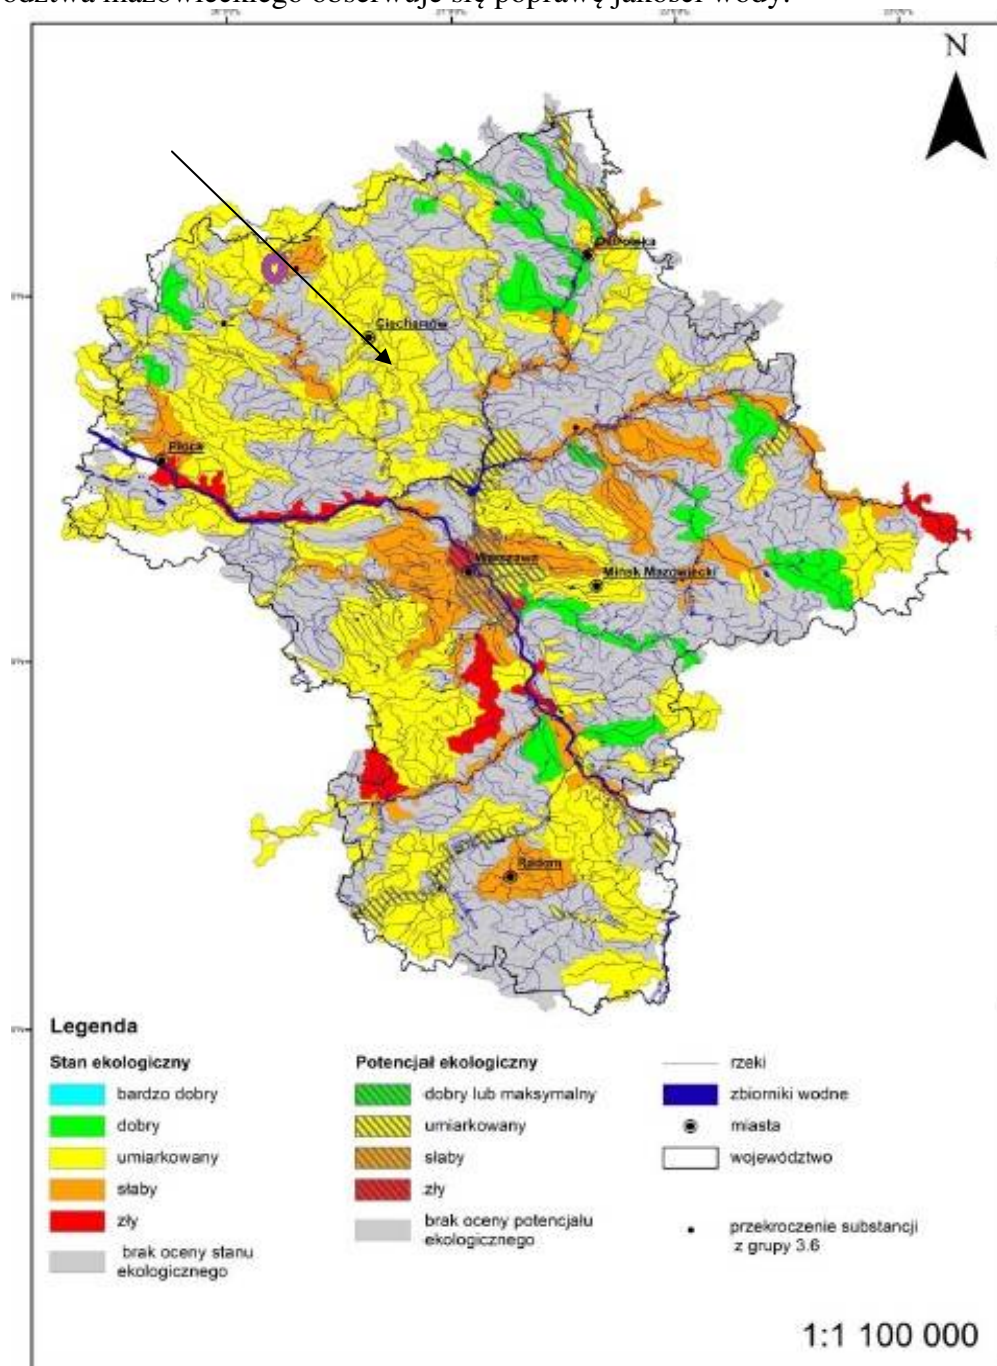 dztwa mazowieckiego obserwuje się poprawę jakości wody.
N
Ostrołęka
Ciechanów
Płock
Warszawa
Mińsk Mazowiecki
Radom
Legenda
Stan ekologiczny
bardzo dobry
dobry
umiarkowany
słaby
zły
brak oceny stanu
ekologicznego
Potencjał ekologiczny
dobry lub maksymalny
umiarkowany
słaby
zły
brak oceny potencjału
ekologicznego
rzeki
zbiorniki wodne
miasta
województwo
przekroczenie substancji
z grupy 3.6
1:1 100 000